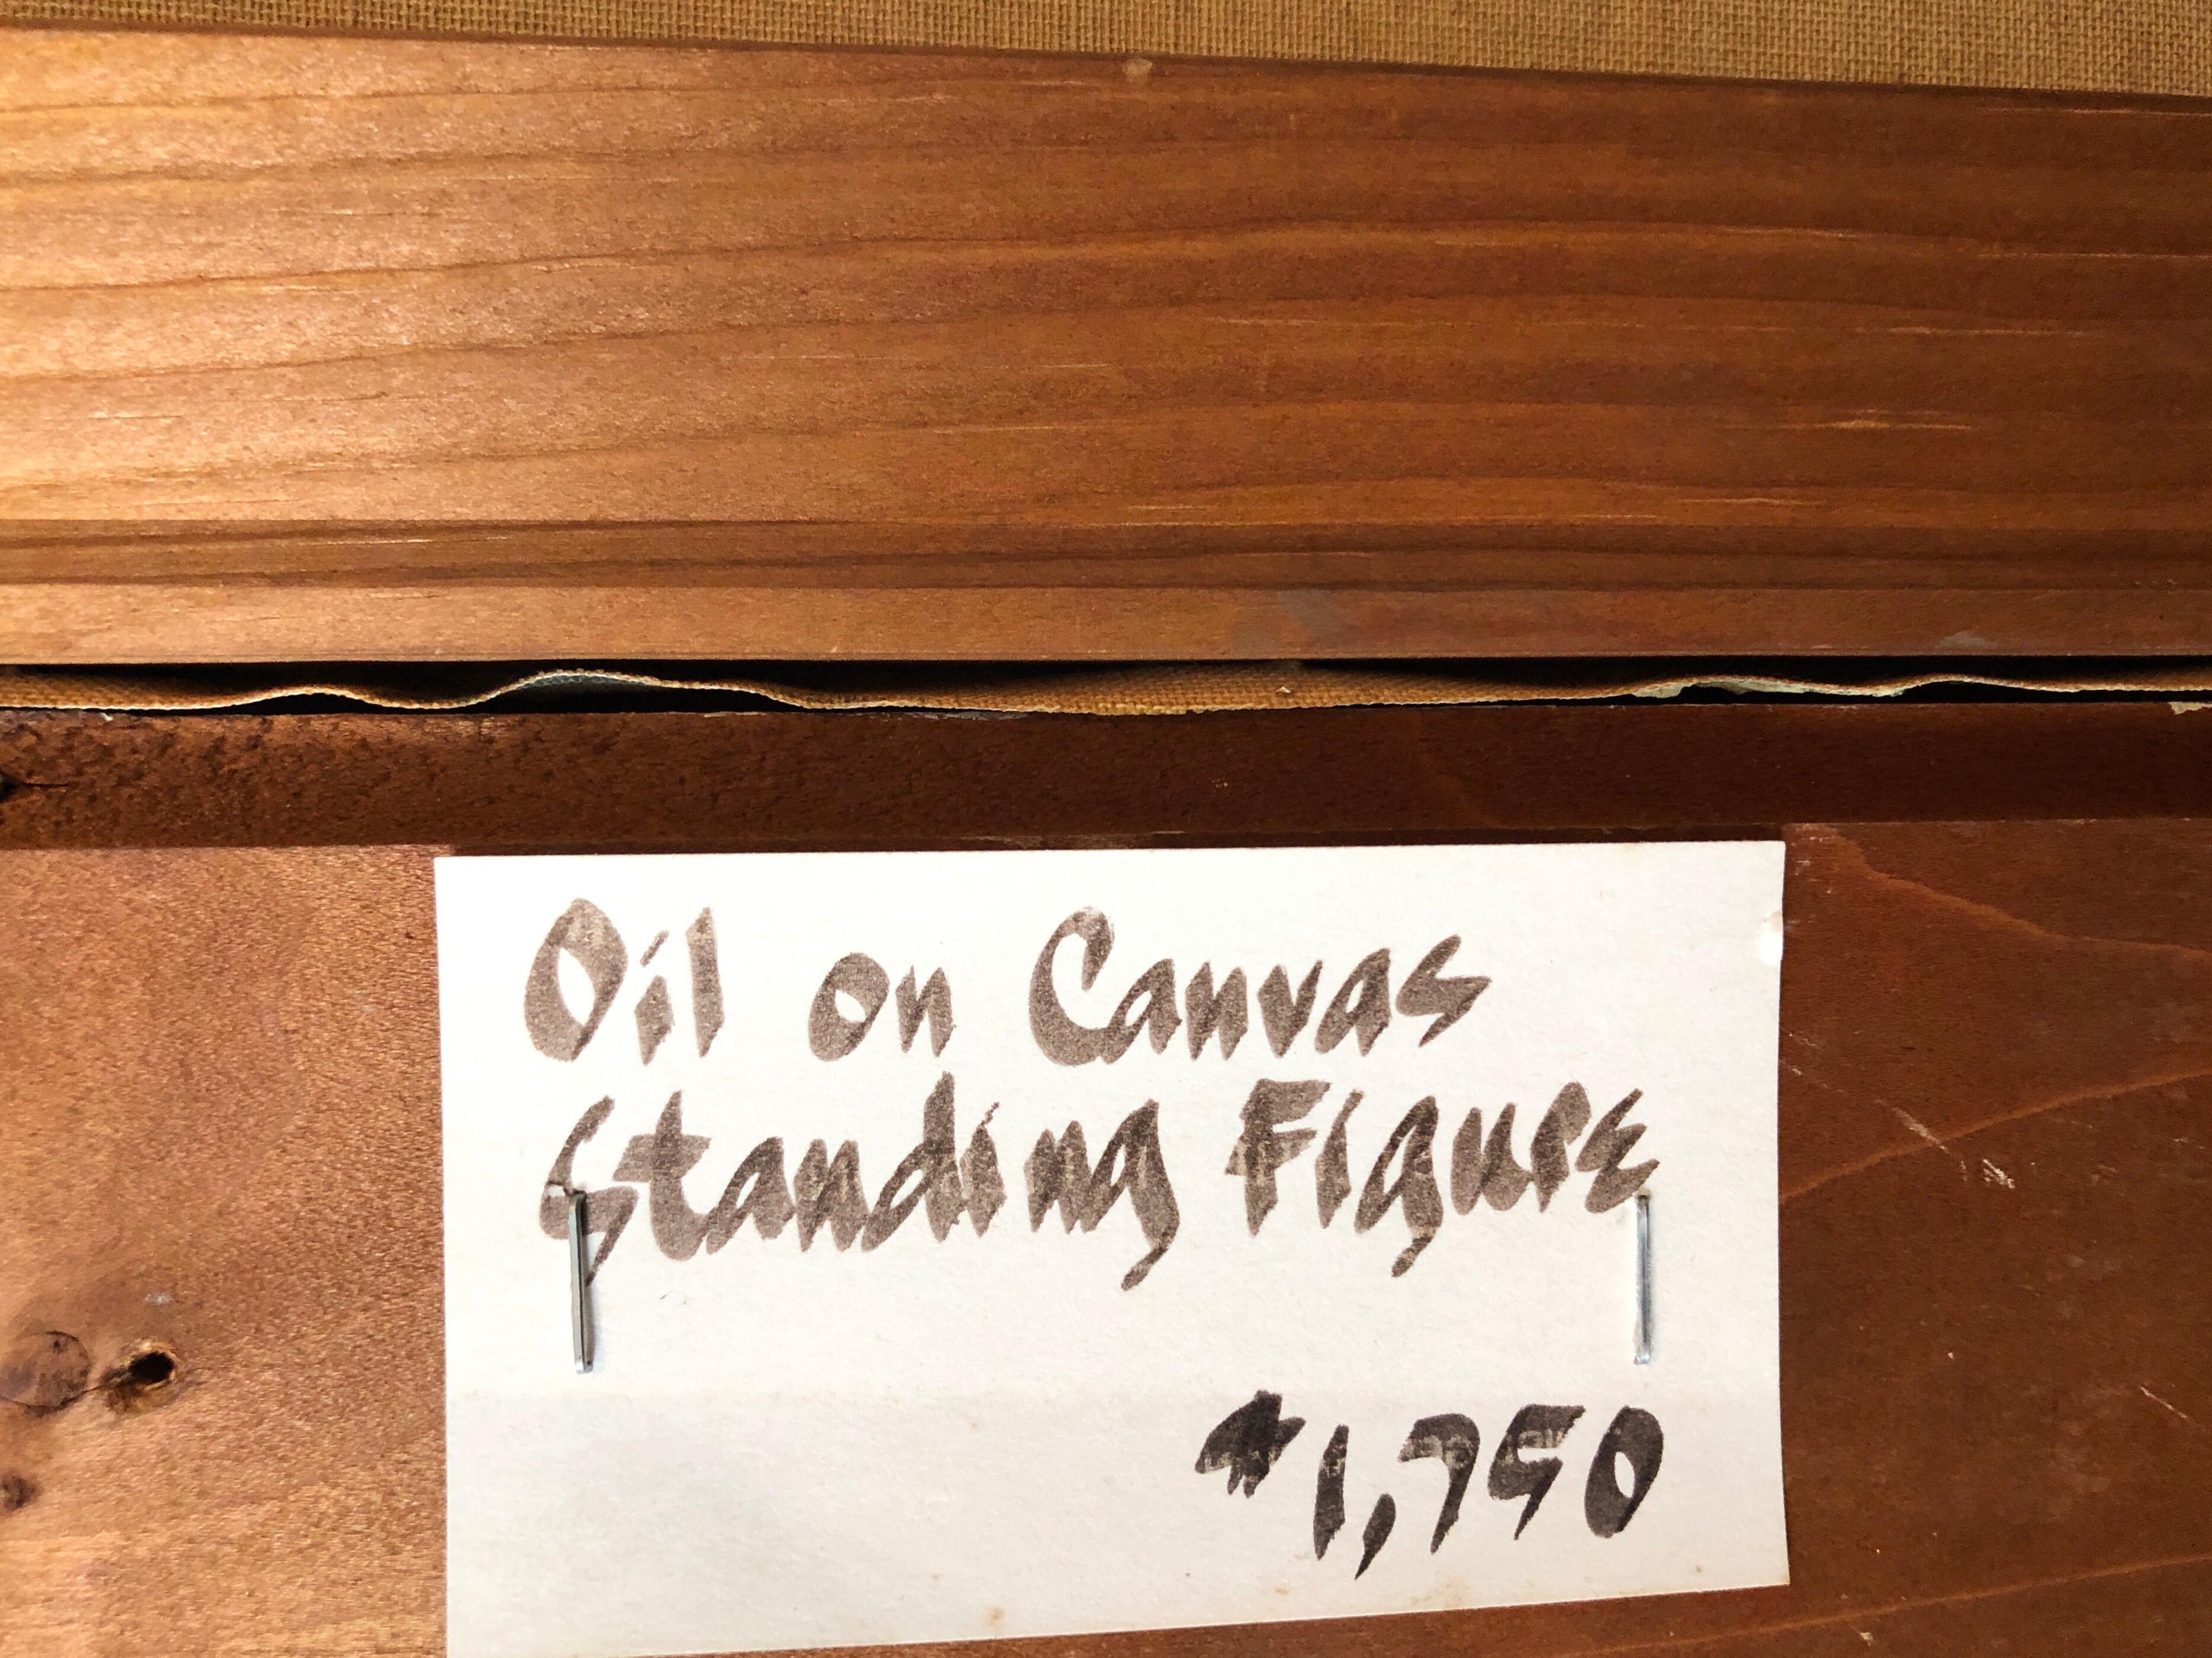 Oil on Canvas
Standing Figure
$1,750